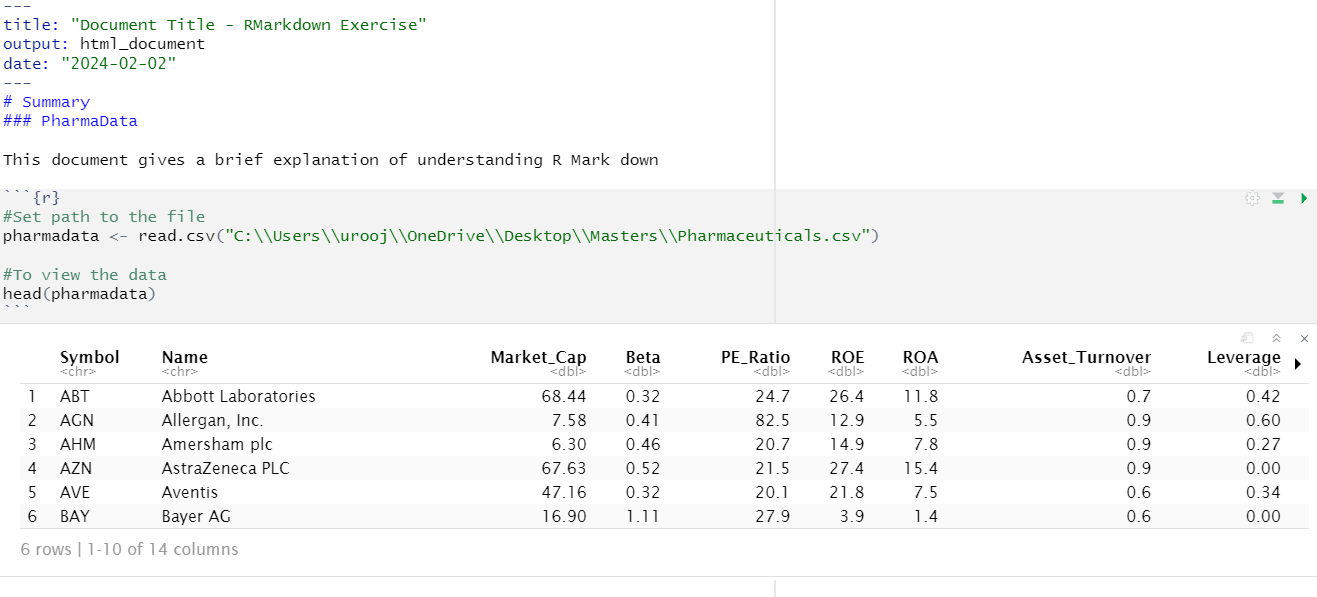 ---
title: "Document Title - RMarkdown Exercise"
output: html_document
date: "2024-02-02"
---
# Summary
### PharmaData
This document gives a brief explanation of understanding R Mark down
```{r}
#Set path to the file
pharmadata <- read.csv("C:\\Users\\urooj\\OneDrive\\Desktop\\Masters\\Pharmaceuticals.csv")
#To view the data
head(pharmadata)
```
Symbol Name Market_Cap Beta PE_Ratio ROE ROA Asset_Turnover Leverage
<chr> <chr> <dbl> <dbl> <dbl> <dbl> <dbl> <dbl> <dbl>
1 ABT Abbott Laboratories 68.44 0.32 24.7 26.4 11.8 0.7 0.42
2 AGN Allergan, Inc. 7.58 0.41 82.5 12.9 5.5 0.9 0.60
3 AHM Amersham plc 6.30 0.46 20.7 14.9 7.8 0.9 0.27
4 AZN AstraZeneca PLC 67.63 0.52 21.5 27.4 15.4 0.9 0.00
5 AVE Aventis 47.16 0.32 20.1 21.8 7.5 0.6 0.34
6 BAY Bayer AG 16.90 1.11 27.9 3.9 1.4 0.6 0.00
6 rows | 1-10 of 14 columns